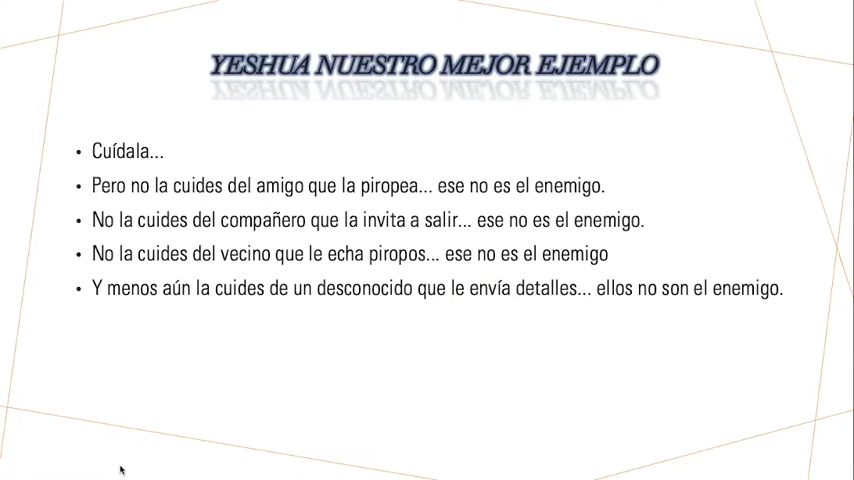 YESHUA NUESTRO MEJOR EJEMPLO
• Cuídala...
• Pero no la cuides del amigo que la piropea... ese no es el enemigo.
• No la cuides del compañero que la invita a salir... ese no es el enemigo.
• No la cuides del vecino que le echa piropos... ese no es el enemigo
• Y menos aún la cuides de un desconocido que le envía detalles... ellos no son el enemigo.